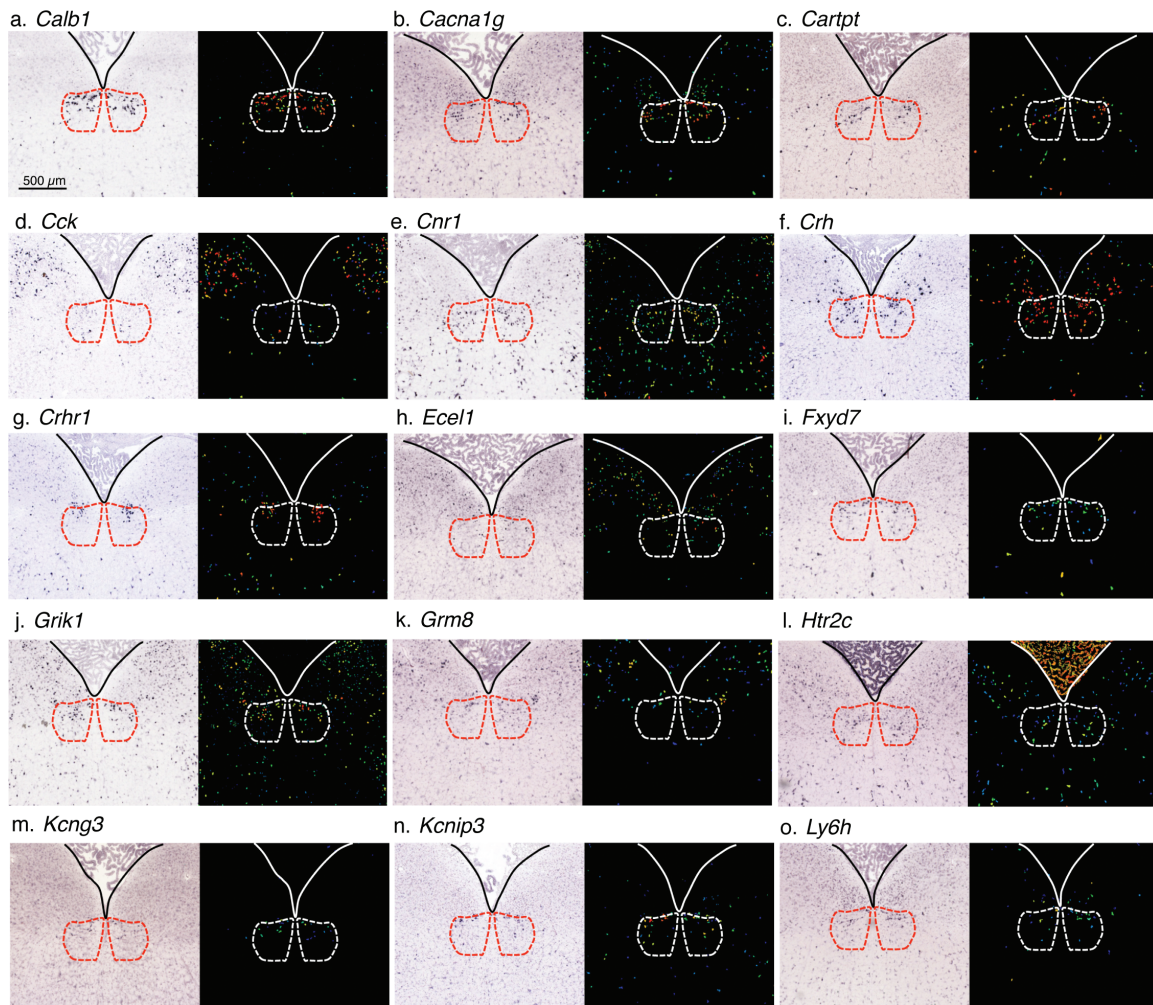 a. Calb1
b. Cacna1g
c. Cartpt
500 µm
d. Cck
e. Cnr1
f. Crh
g. Crhr1
h. Ecel1
i. Fxyd7
j. Grik1
k. Grm8
l. Htr2c
m. Kcng3
n. Kcnip3
o. Ly6h